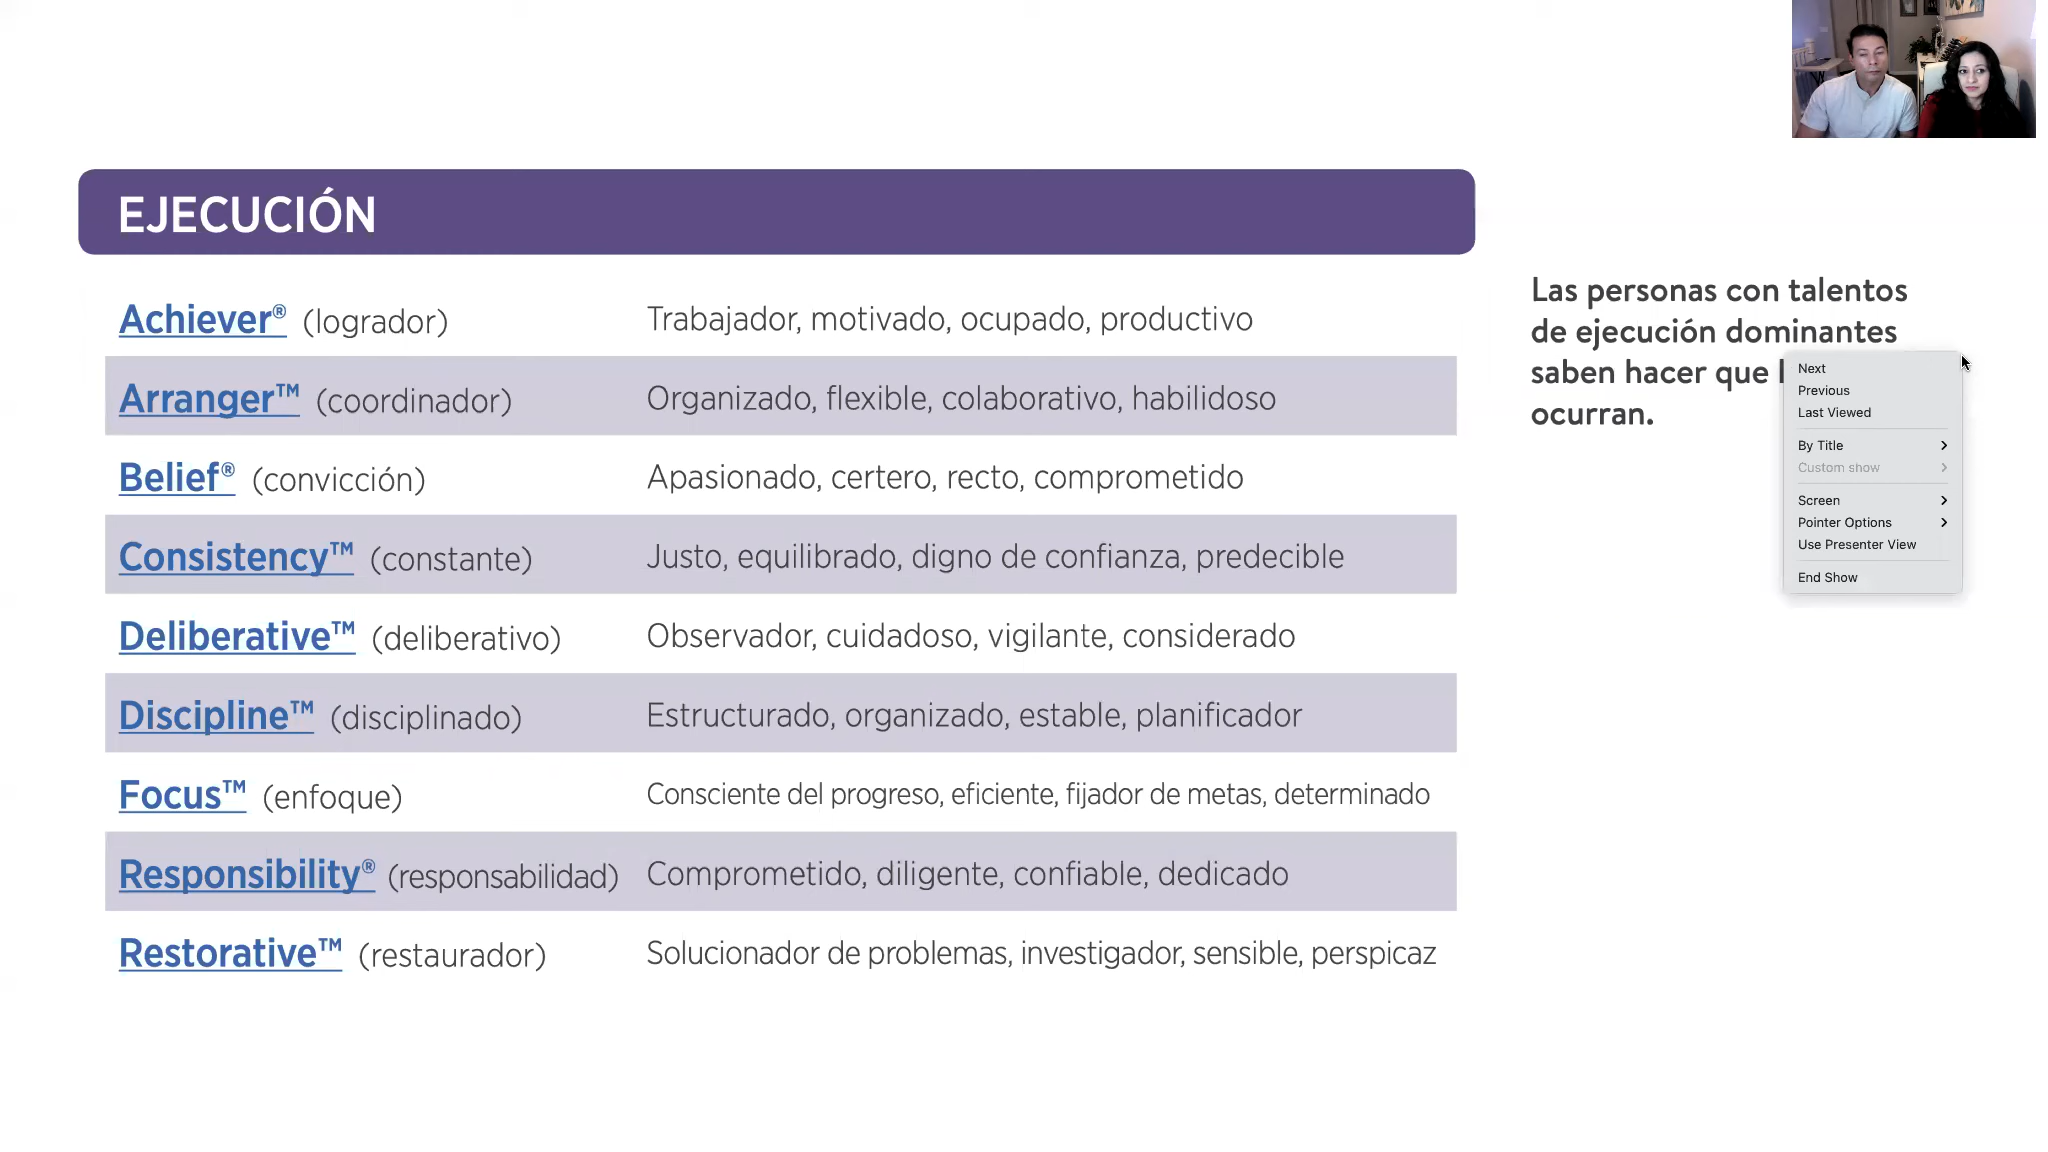 EJECUCIÓN
Achiever® (logrador) Trabajador, motivado, ocupado, productivo
Arranger™ (coordinador) Organizado, flexible, colaborativo, habilidoso
Belief® (convicción) Apasionado, certero, recto, comprometido
Consistency™ (constante) Justo, equilibrado, digno de confianza, predecible
Deliberative™ (deliberativo) Observador, cuidadoso, vigilante, considerado
Discipline™ (disciplinado) Estructurado, organizado, estable, planificador
Focus™ (enfoque) Consciente del progreso, eficiente, fijador de metas, determinado
Responsibility® (responsabilidad) Comprometido, diligente, confiable, dedicado
Restorative™ (restaurador) Solucionador de problemas, investigador, sensible, perspicaz
Las personas con talentos
de ejecución dominantes
saben hacer que
ocurran.
Next
Previous
Last Viewed
By Title
Custom show
Screen
Pointer Options
Use Presenter View
End Show